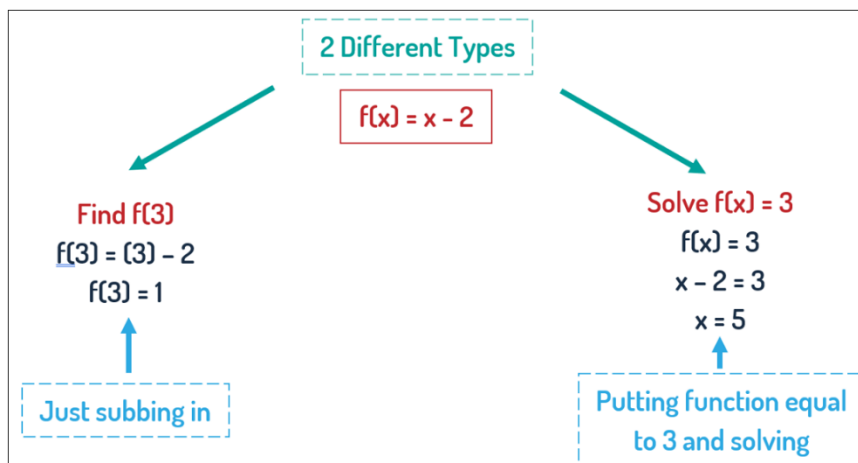 2 Different Types
f(x) = x – 2
Find f(3)
f(3) = (3) – 2
f(3) = 1
Just subbing in
Solve f(x) = 3
f(x) = 3
x – 2 = 3
x = 5
Putting function equal
to 3 and solving